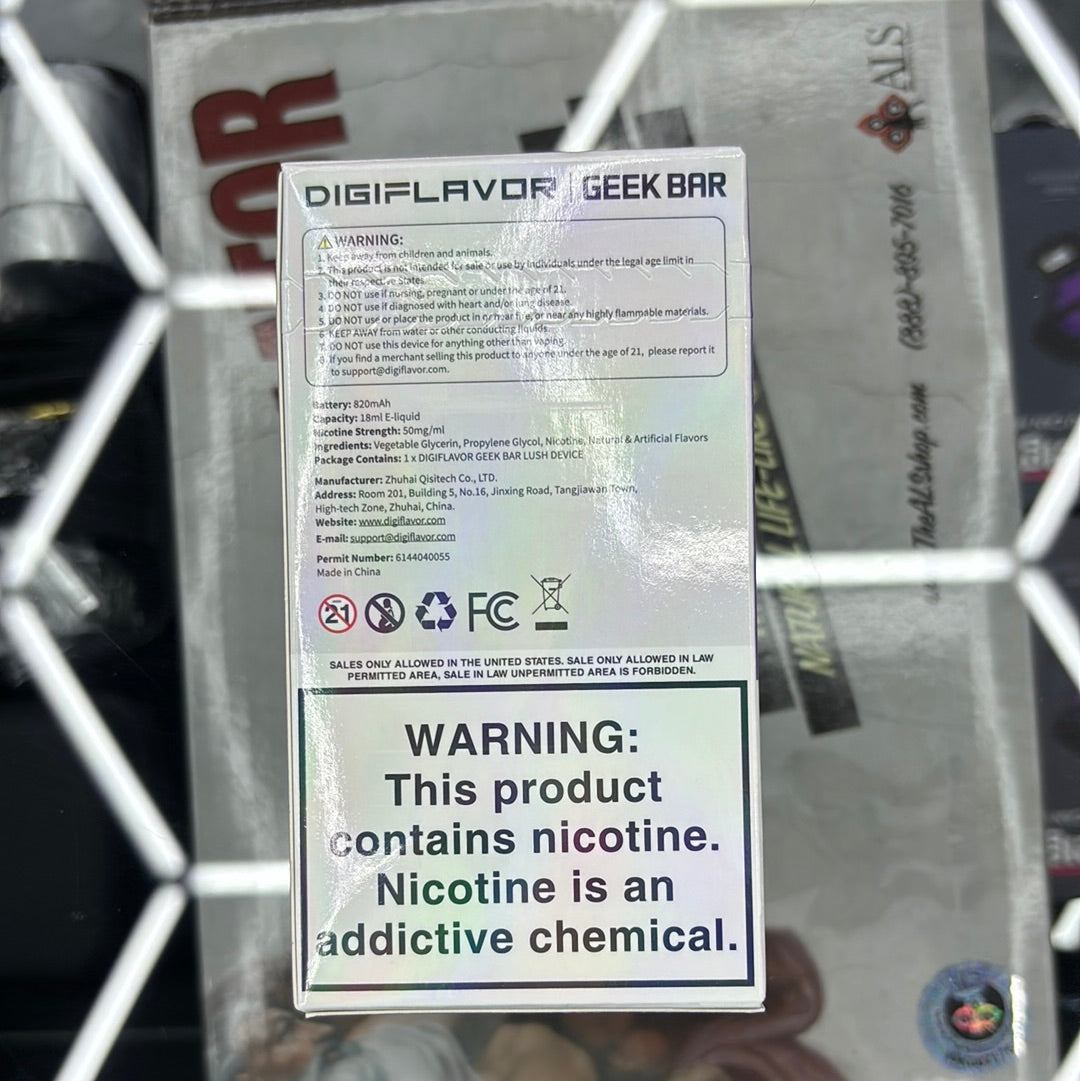 DIGIFLAVOR | GEEK BAR
WARNING:
1. Keep away from children and animals.
2. This product is not intended for sale or use by individuals under the legal age limit in
their respective States.
3. DO NOT use if nursing, pregnant or under the age of 21.
4. DO NOT use if diagnosed with heart and/or lung disease.
5. DO NOT use or place the product in or near fire, or near any highly flammable materials.
6. KEEP AWAY from water or other conducting liquids.
7. DO NOT use this device for anything other than vaping.
8. If you find a merchant selling this product to anyone under the age of 21, please report it
to support@digiflavor.com.
Battery: 820mAh
Capacity: 18ml E-liquid
Nicotine Strength: 50mg/ml
Ingredients: Vegetable Glycerin, Propylene Glycol, Nicotine, Natural & Artificial Flavors
Package Contains: 1 x DIGIFLAVOR GEEK BAR LUSH DEVICE
Manufacturer: Zhuhai Qisitech Co., LTD.
Address: Room 201, Building 5, No.16, Jinxing Road, Tangjiawan Town,
High-tech Zone, Zhuhai, China.
Website: www.digiflavor.com
E-mail: support@digiflavor.com
Permit Number: 6144040055
Made in China
21
FC
SALES ONLY ALLOWED IN THE UNITED STATES. SALE ONLY ALLOWED IN LAW
PERMITTED AREA, SALE IN LAW UNPERMITTED AREA IS FORBIDDEN.
WARNING:
This product
contains nicotine.
Nicotine is an
addictive chemical.
ALS
(888)-805-7016
TheALSshop.com